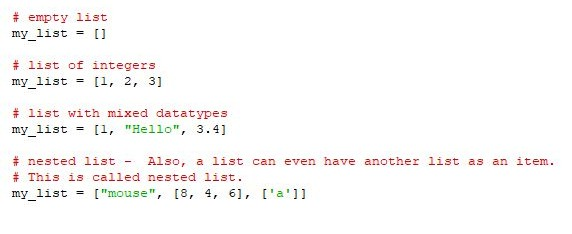 # empty list
my_list = []
# list of integers
my_list = [1, 2, 3]
# list with mixed datatypes
my_list = [1, "Hello", 3.4]
# nested list -  Also, a list can even have another list as an item.
# This is called nested list.
my_list = ["mouse", [8, 4, 6], ['a']]